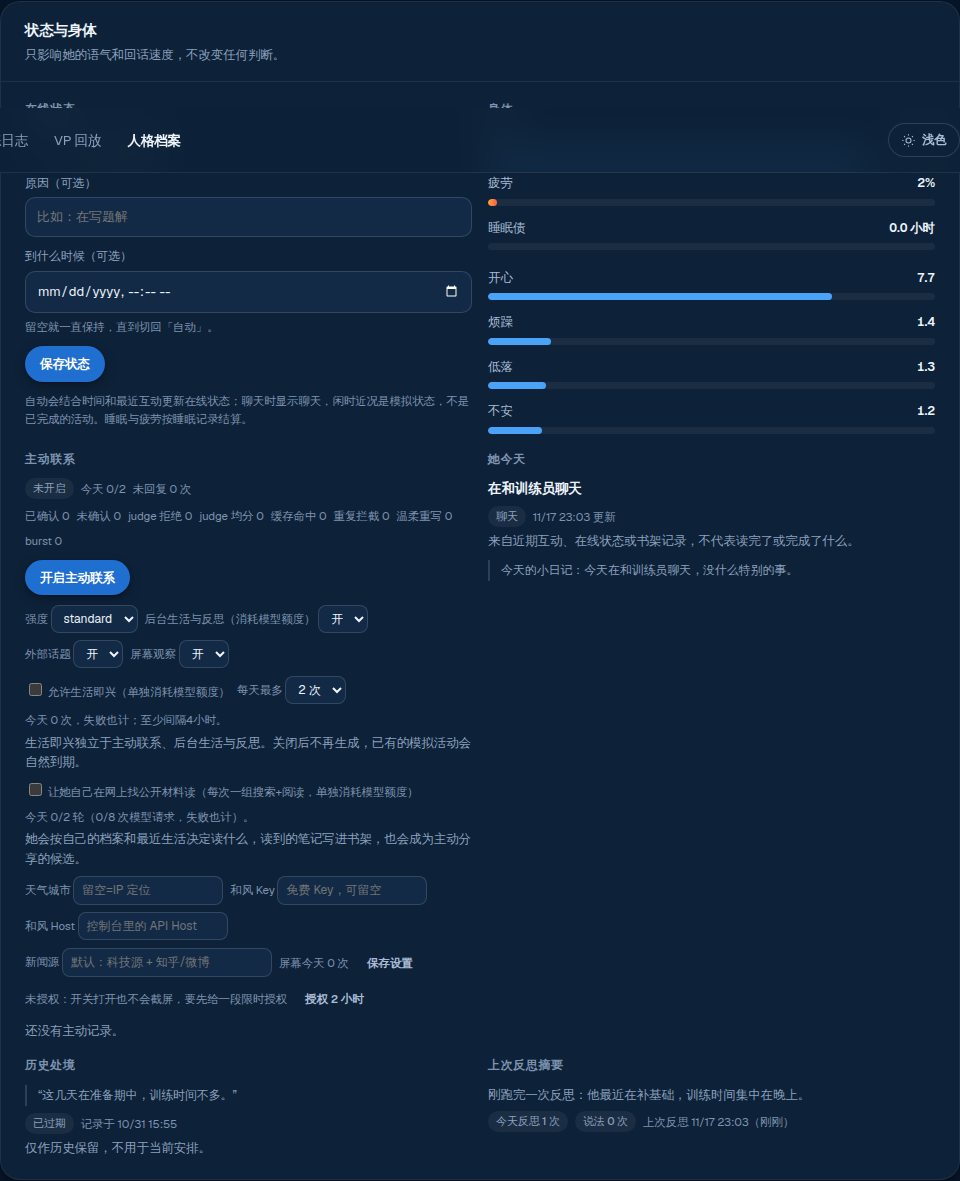 状态与身体
只影响她的语气和回话速度，不改变任何判断。
在线状态
身体
日志 VP 回放 人格档案 浅色
原因（可选）
比如：在写题解
到什么时候（可选）
mm/dd/yyyy, --:-- --
留空就一直保持，直到切回「自动」。
保存状态
自动会结合时间和最近互动更新在线状态；聊天时显示聊天，闲时近况是模拟状态，不是
已完成的活动。睡眠与疲劳按睡眠记录结算。
疲劳 2%
睡眠债 0.0 小时
开心 7.7
烦躁 1.4
低落 1.3
不安 1.2
主动联系
未开启 今天 0/2 未回复 0 次
已确认 0 未确认 0 judge 拒绝 0 judge 均分 0 缓存命中 0 重复拦截 0 温柔重写 0
burst 0
开启主动联系
强度 standard 后台生活与反思（消耗模型额度） 开
外部话题 开 屏幕观察 开
允许生活即兴（单独消耗模型额度） 每天最多 2 次
今天 0 次，失败也计；至少间隔4小时。
生活即兴独立于主动联系、后台生活与反思。关闭后不再生成，已有的模拟活动会
自然到期。
让她自己在网上找公开材料读（每次一组搜索+阅读，单独消耗模型额度）
今天 0/2 轮（0/8 次模型请求，失败也计）。
她会按自己的档案和最近生活决定读什么，读到的笔记写进书架，也会成为主动分
享的候选。
天气城市 留空=IP 定位 和风 Key 免费 Key，可留空
和风 Host 控制台里的 API Host
新闻源 默认：科技源 + 知乎/微博 屏幕今天 0 次 保存设置
未授权：开关打开也不会截屏，要先给一段限时授权 授权 2 小时
还没有主动记录。
她今天
在和训练员聊天
聊天 11/17 23:03 更新
来自近期互动、在线状态或书架记录，不代表读完了或完成了什么。
今天的小日记：今天在和训练员聊天，没什么特别的事。
历史处境
“这几天在准备期中，训练时间不多。”
已过期 记录于 10/31 15:55
仅作历史保留，不用于当前安排。
上次反思摘要
刚跑完一次反思：他最近在补基础，训练时间集中在晚上。
今天反思 1 次 说法 0 次 上次反思 11/17 23:03（刚刚）